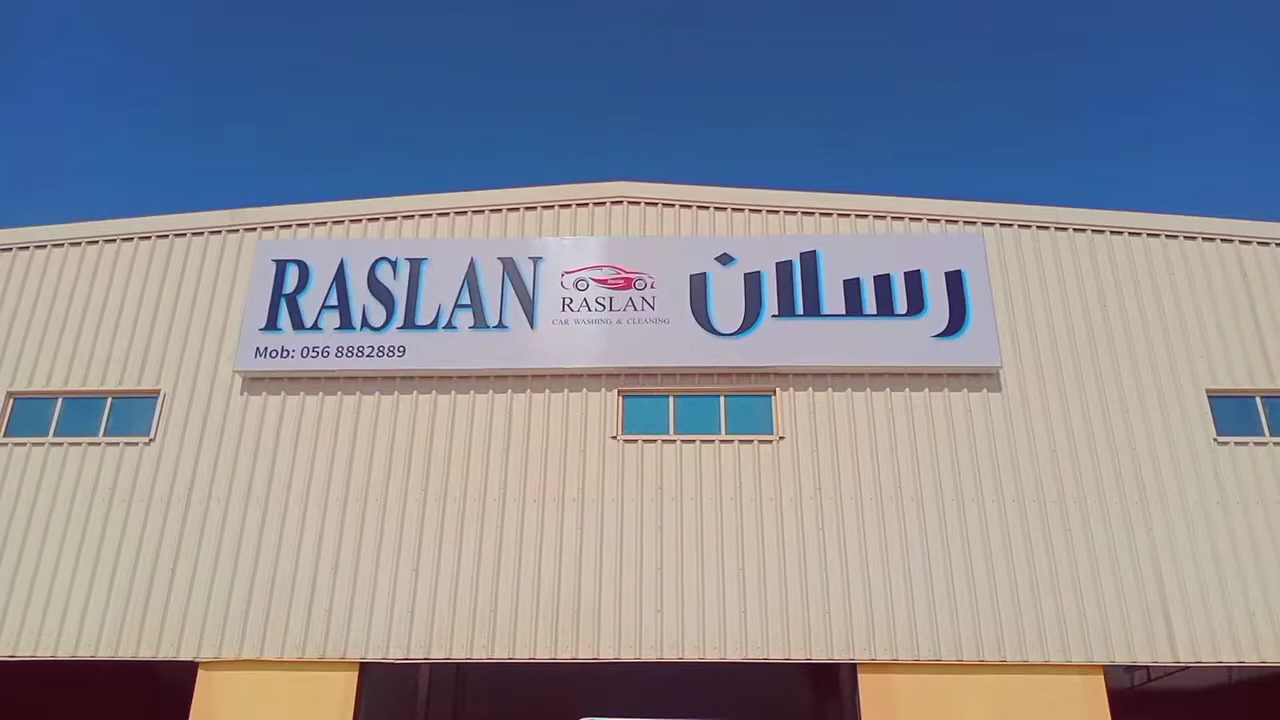 RASLAN
Raslan
RASLAN
CAR WASHING & CLEANING
رسلان
Mob: 056 8882889